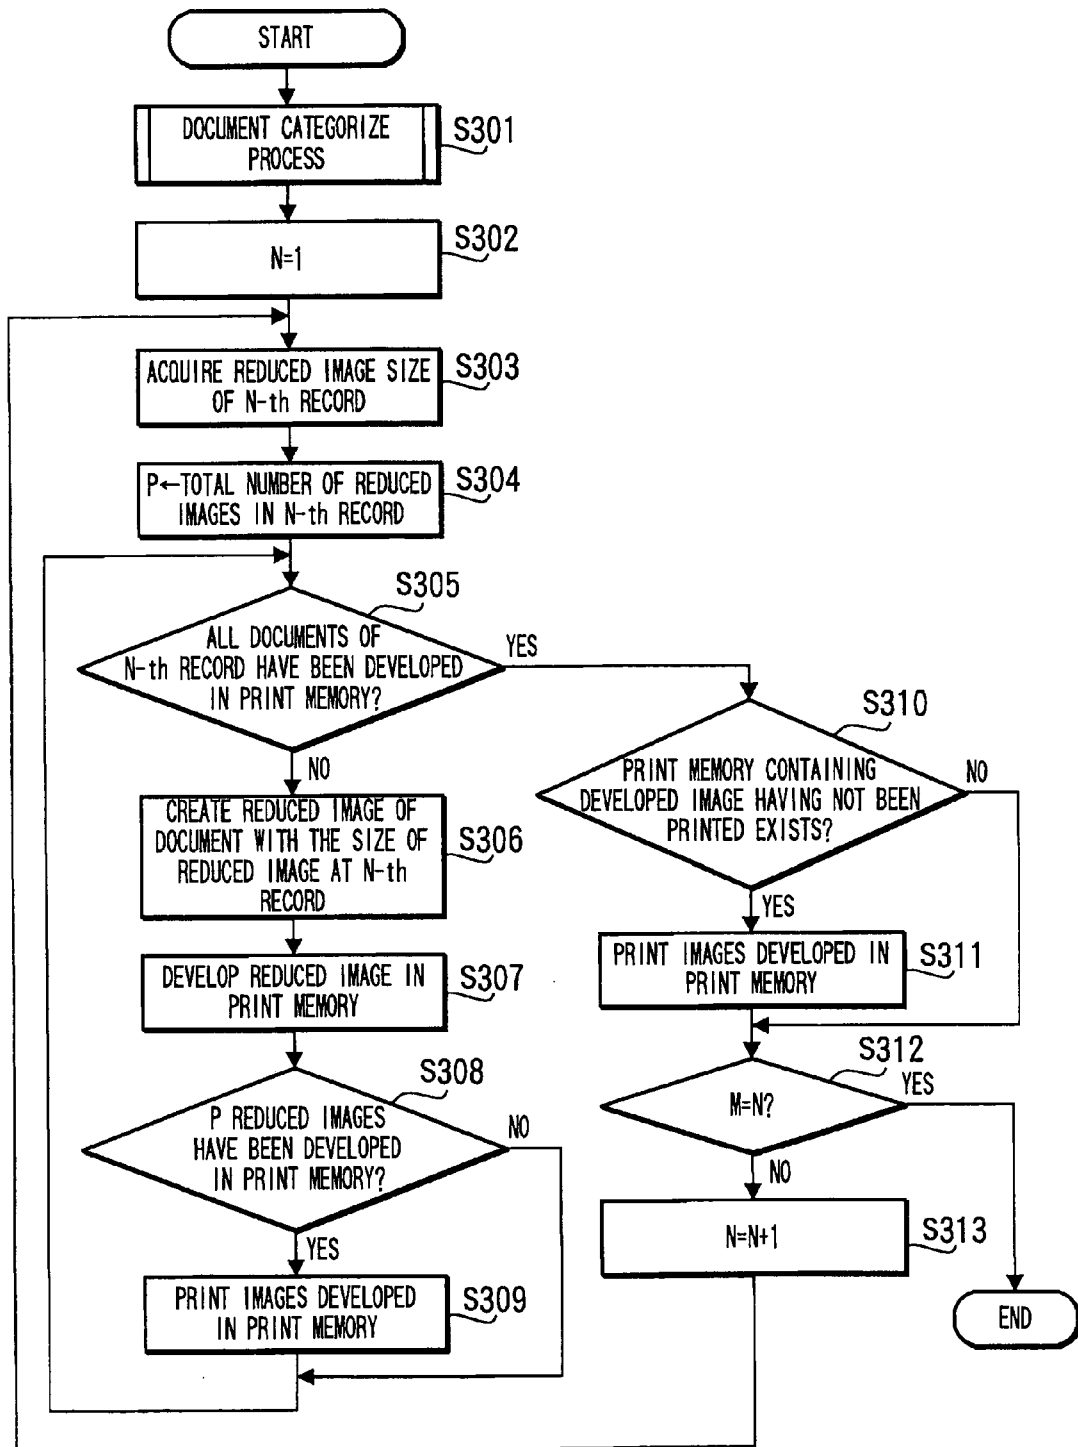 START
DOCUMENT CATEGORIZE
PROCESS
S301
N=1
S302
ACQUIRE REDUCED IMAGE SIZE
OF N-th RECORD
S303
P←TOTAL NUMBER OF REDUCED
IMAGES IN N-th RECORD
S304
S305
ALL DOCUMENTS OF
N-th RECORD HAVE BEEN DEVELOPED
IN PRINT MEMORY?
YES
NO
CREATE REDUCED IMAGE OF
DOCUMENT WITH THE SIZE OF
REDUCED IMAGE AT N-th
RECORD
S306
DEVELOP REDUCED IMAGE IN
PRINT MEMORY
S307
S308
P REDUCED IMAGES
HAVE BEEN DEVELOPED
IN PRINT MEMORY?
NO
YES
PRINT IMAGES DEVELOPED
IN PRINT MEMORY
S309
S310
PRINT MEMORY CONTAINING
DEVELOPED IMAGE HAVING NOT BEEN
PRINTED EXISTS?
NO
YES
PRINT IMAGES DEVELOPED IN
PRINT MEMORY
S311
S312
M=N?
YES
NO
N=N+1
S313
END